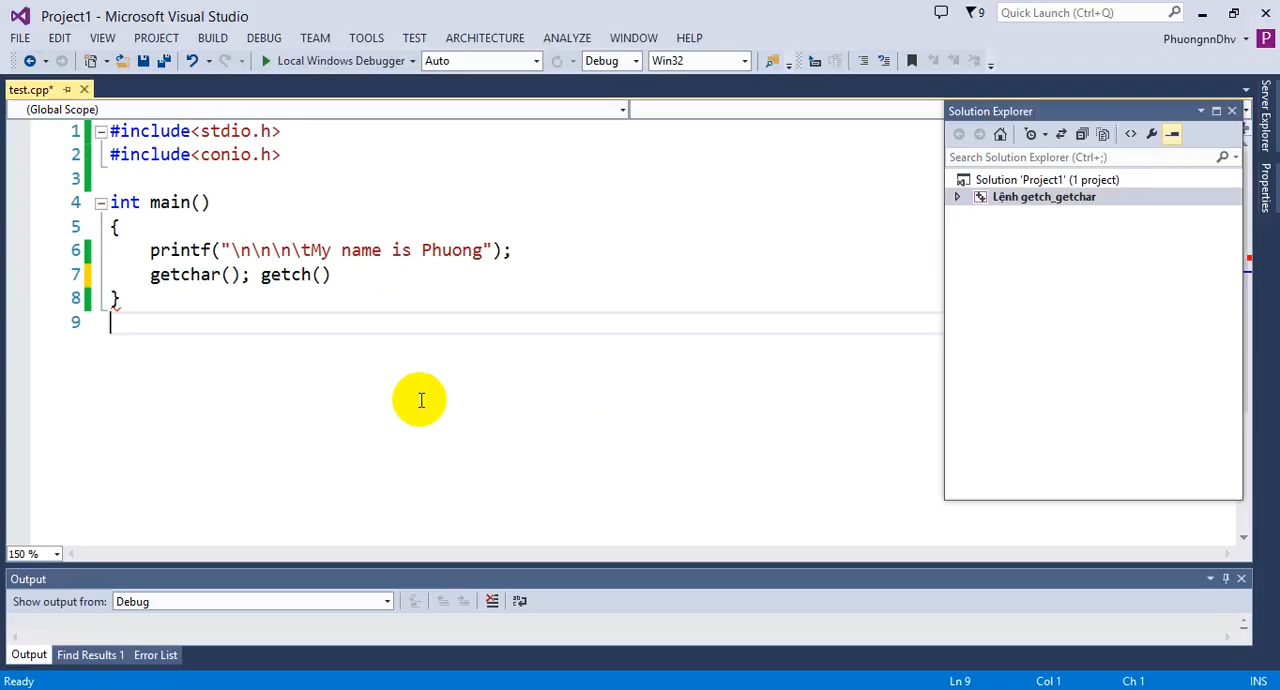 Project1 - Microsoft Visual Studio
9
Quick Launch (Ctrl+Q)
FILE EDIT VIEW PROJECT BUILD DEBUG TEAM TOOLS TEST ARCHITECTURE ANALYZE WINDOW HELP
PhuongnnDhv
P
Local Windows Debugger
Auto
Debug
Win32
test.cpp*
(Global Scope)
1 #include<stdio.h>
2 #include<conio.h>
3
4 int main()
5 {
6 printf("\n\n\n\tMy name is Phuong");
7 getchar(); getch()
8 }
9
150 %
Solution Explorer
Search Solution Explorer (Ctrl+;)
Solution 'Project1' (1 project)
Lệnh getch_getchar
Server Explorer
Properties
Output
Show output from: Debug
Output Find Results 1 Error List
Ready
Ln 9 Col 1 Ch 1 INS